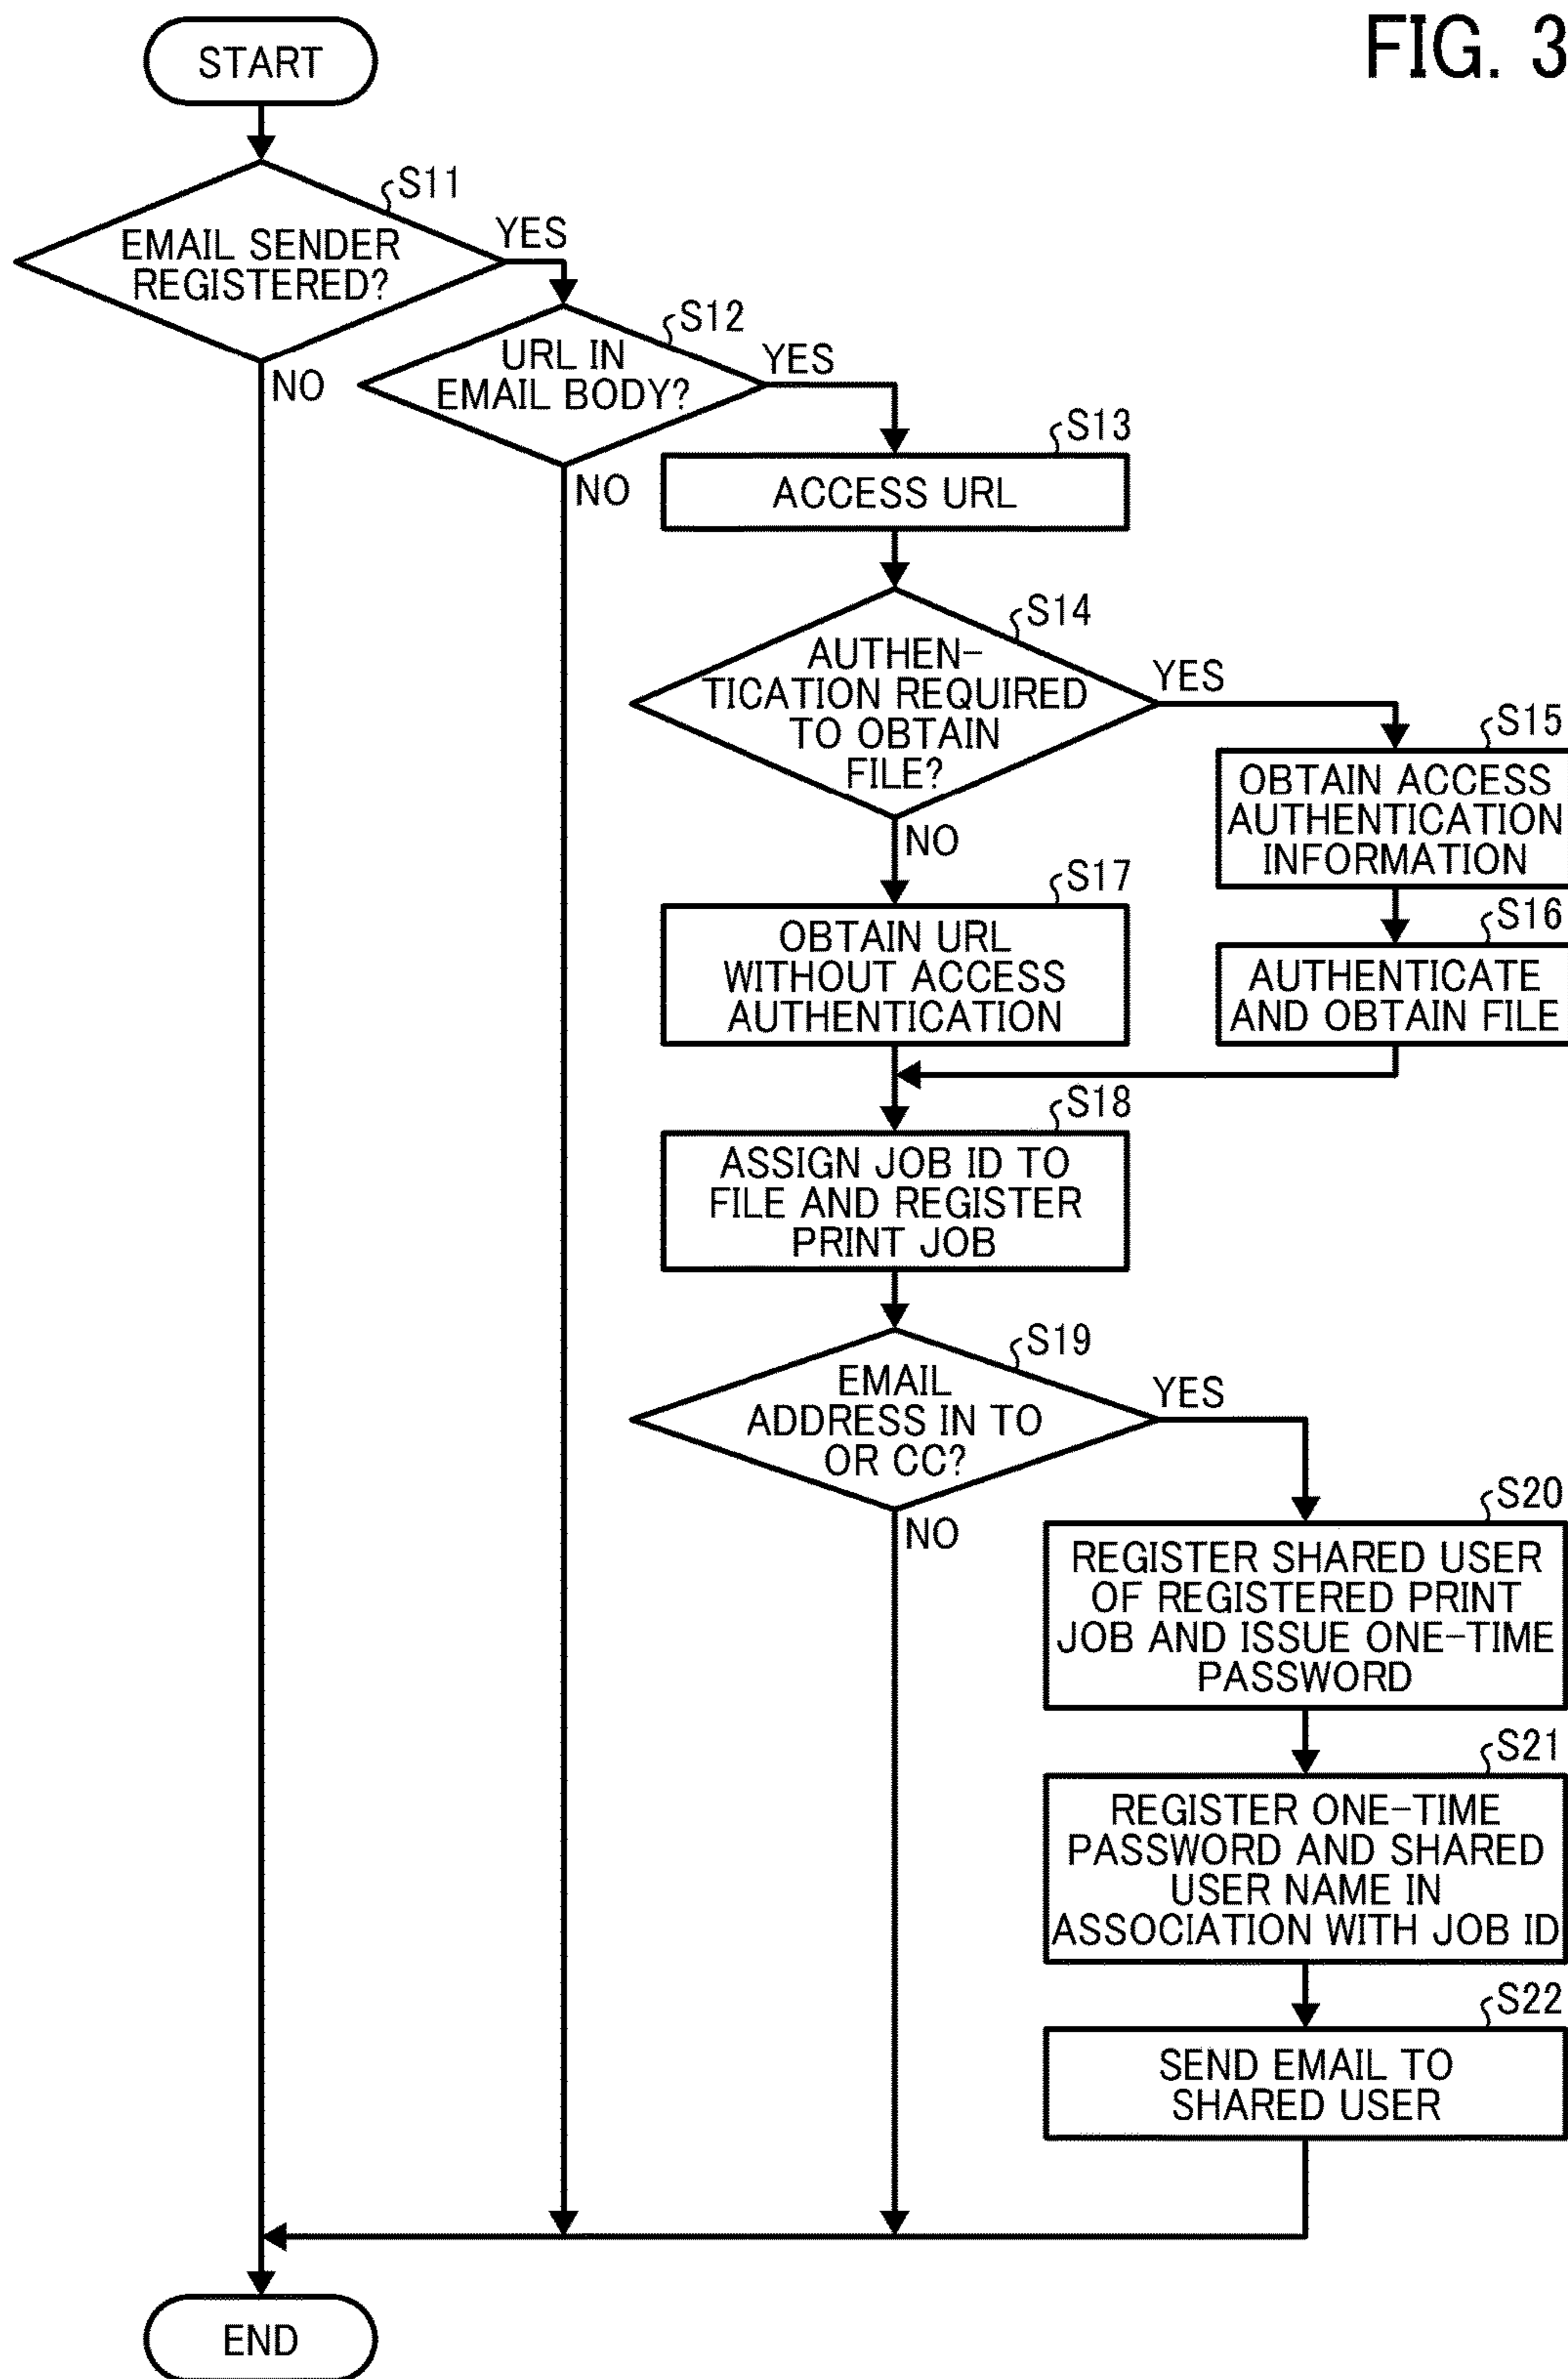 FIG. 3
START
S11
EMAIL SENDER
REGISTERED?
YES
NO
S12
URL IN
EMAIL BODY?
YES
NO
S13
ACCESS URL
S14
AUTHEN-
TICATION REQUIRED
TO OBTAIN
FILE?
YES
NO
S15
OBTAIN ACCESS
AUTHENTICATION
INFORMATION
S16
AUTHENTICATE
AND OBTAIN FILE
S17
OBTAIN URL
WITHOUT ACCESS
AUTHENTICATION
S18
ASSIGN JOB ID TO
FILE AND REGISTER
PRINT JOB
S19
EMAIL
ADDRESS IN TO
OR CC?
YES
NO
S20
REGISTER SHARED USER
OF REGISTERED PRINT
JOB AND ISSUE ONE-TIME
PASSWORD
S21
REGISTER ONE-TIME
PASSWORD AND SHARED
USER NAME IN
ASSOCIATION WITH JOB ID
S22
SEND EMAIL TO
SHARED USER
END